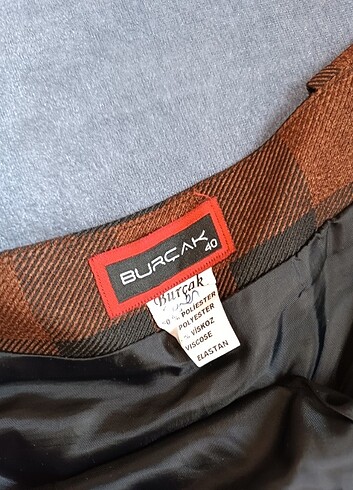 BURÇAK
40
Burçak
POLIESTER
POLYESTER
VISKOZ
VISCOSE
ELASTAN